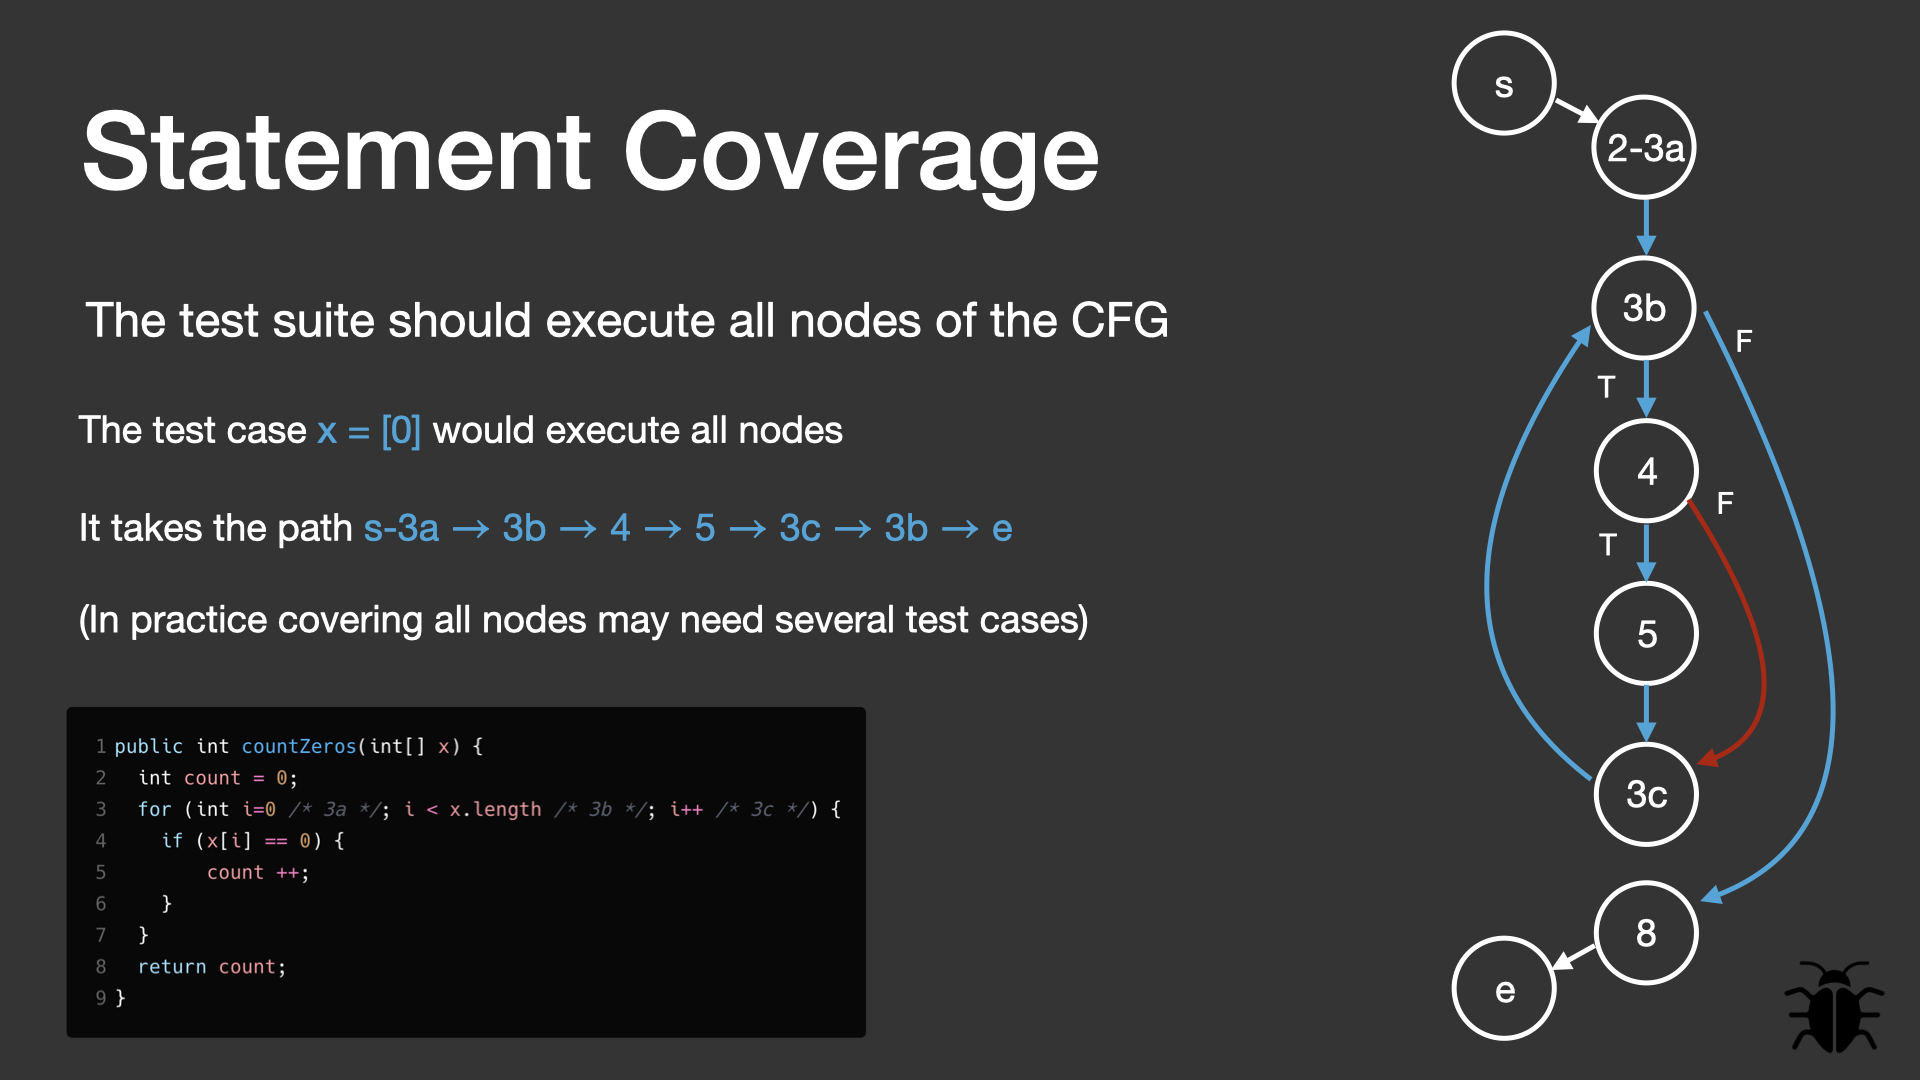 Statement Coverage
The test suite should execute all nodes of the CFG
The test case x = [0] would execute all nodes
It takes the path s-3a → 3b → 4 → 5 → 3c → 3b → e
(In practice covering all nodes may need several test cases)
1 public int countZeros(int[] x) {
2 int count = 0;
3 for (int i=0 /* 3a */; i < x.length /* 3b */; i++ /* 3c */) {
4 if (x[i] == 0) {
5 count ++;
6 }
7 }
8 return count;
9 }
s
2-3a
3b
F
T
4
F
T
5
3c
8
e